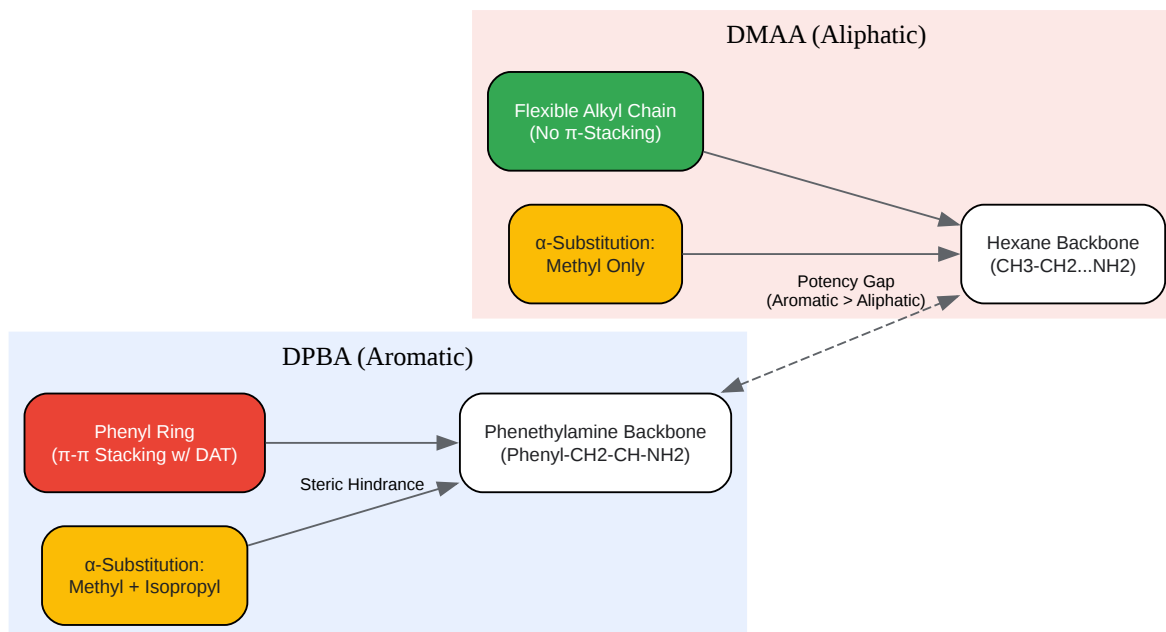 DMAA (Aliphatic)
Flexible Alkyl Chain
(No π-Stacking)
α-Substitution:
Methyl Only
Hexane Backbone
(CH3-CH2...NH2)
Potency Gap
(Aromatic > Aliphatic)
DPBA (Aromatic)
Phenyl Ring
(π-π Stacking w/ DAT)
Phenethylamine Backbone
(Phenyl-CH2-CH-NH2)
Steric Hindrance
α-Substitution:
Methyl + Isopropyl